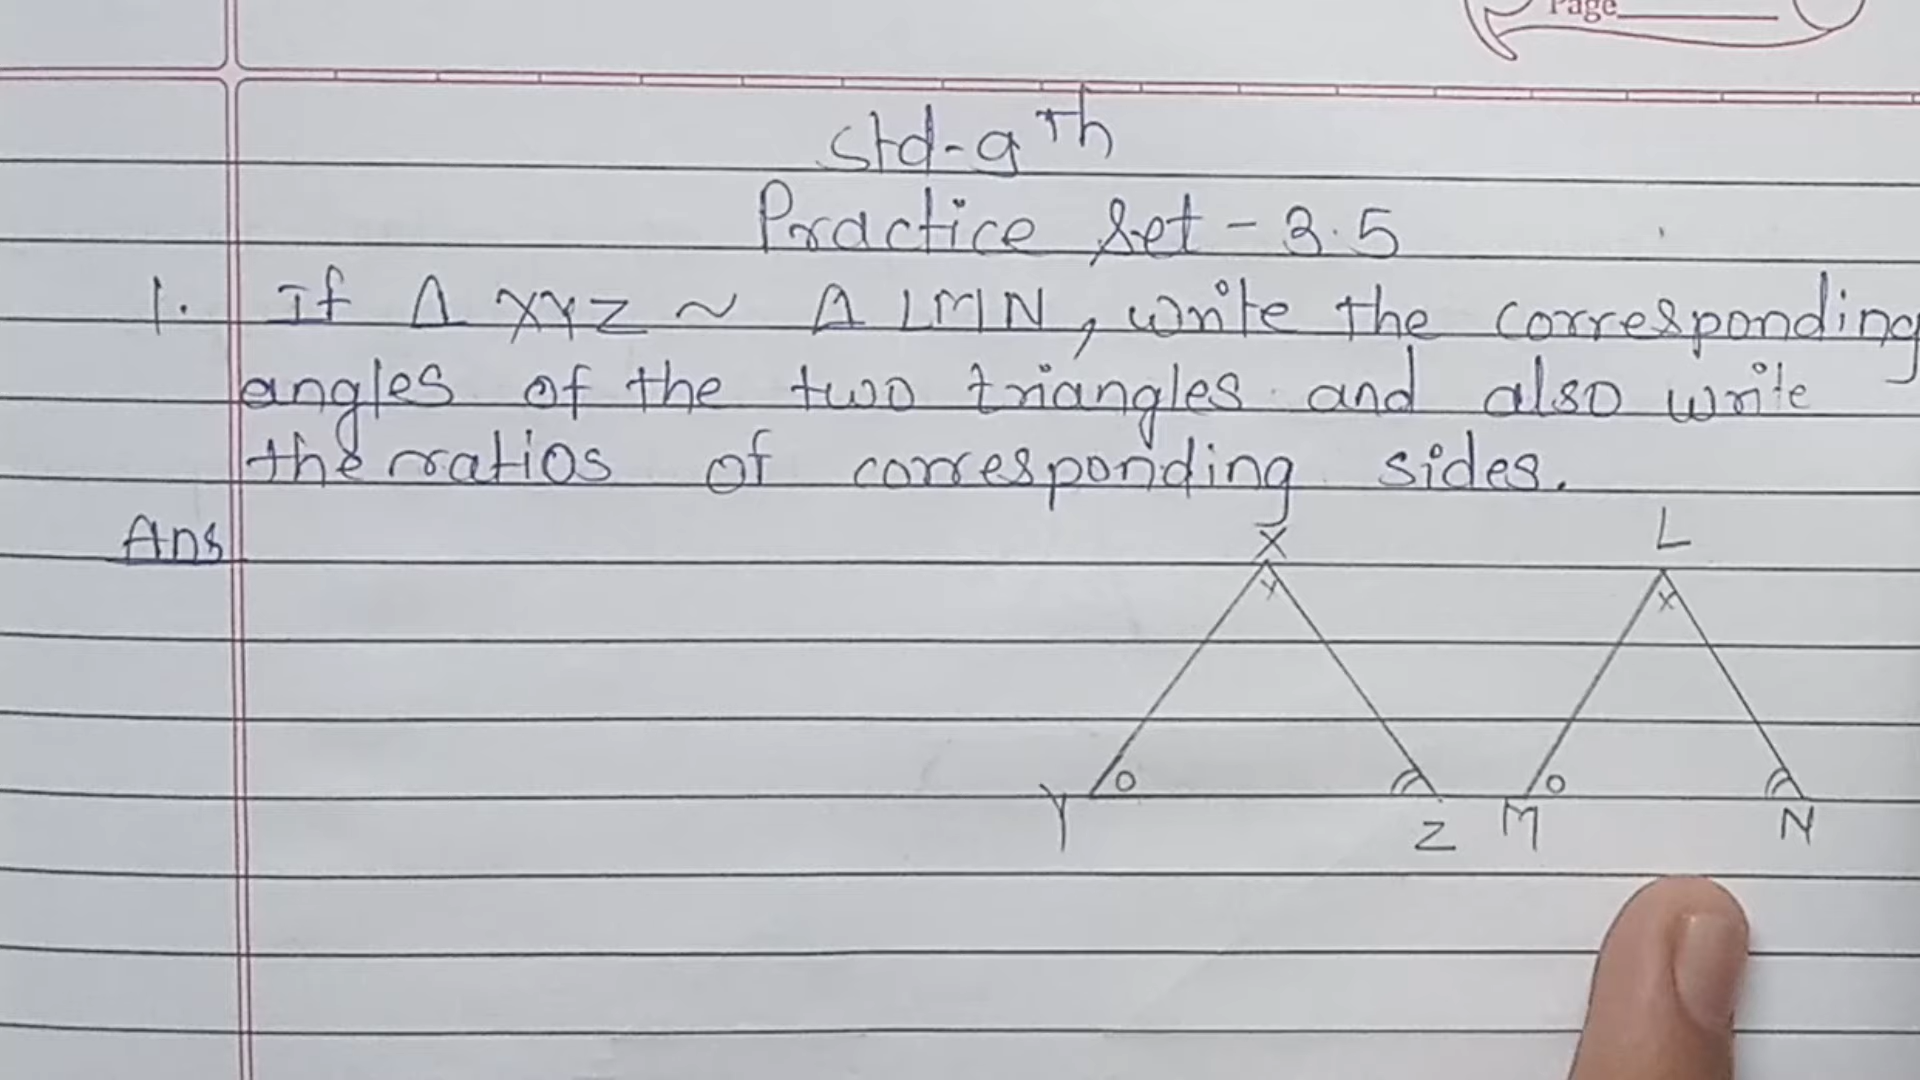 Page
Std-9th
Practice Set - 3.5
1. If Δ XYZ ~ Δ LMN, write the corresponding
angles of the two triangles and also write
the ratios of corresponding sides.
Ans
X L
x x
Y Z M N